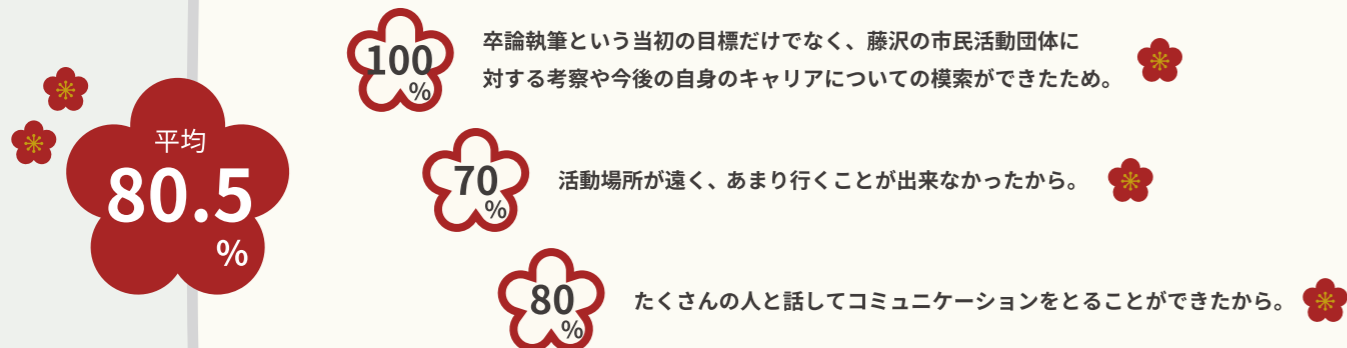 平均
80.5
%
100
%
卒論執筆という当初の目標だけでなく、藤沢の市民活動団体に
対する考察や今後の自身のキャリアについての模索ができたため。
70
%
活動場所が遠く、あまり行くことが出来なかったから。
80
%
たくさんの人と話してコミュニケーションをとることができたから。